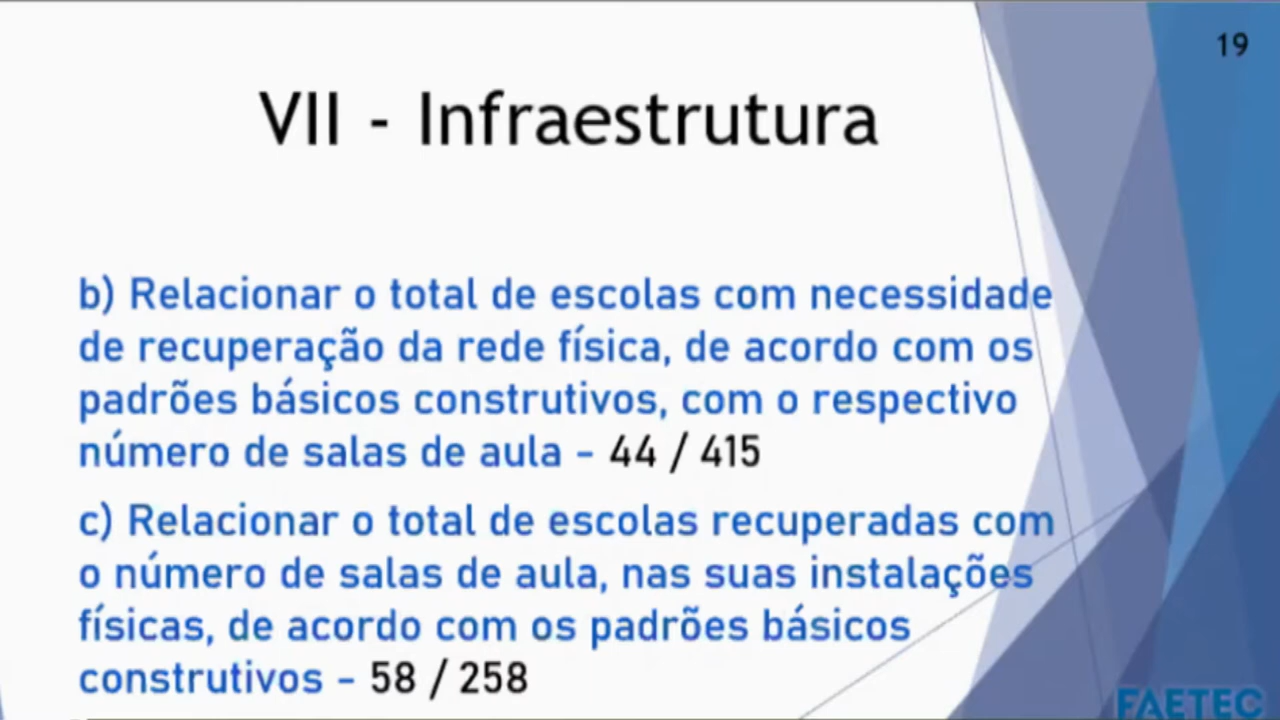 19
VII - Infraestrutura
b) Relacionar o total de escolas com necessidade
de recuperação da rede física, de acordo com os
padrões básicos construtivos, com o respectivo
número de salas de aula – 44 / 415
c) Relacionar o total de escolas recuperadas com
o número de salas de aula, nas suas instalações
físicas, de acordo com os padrões básicos
construtivos – 58 / 258
FAETEC